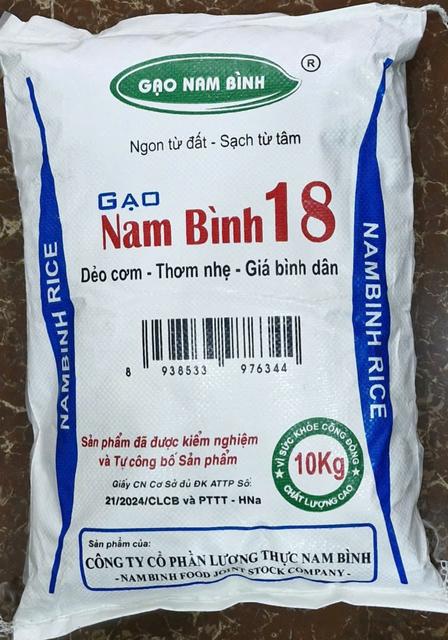 GẠO NAM BÌNH
®
Ngon từ đất - Sạch từ tâm
GẠO
Nam Bình 18
Dẻo cơm - Thơm nhẹ - Giá bình dân
NAMBINH RICE
NAMBINH RICE
8 938533 976344
Sản phẩm đã được kiểm nghiệm
và Tự công bố Sản phẩm
Giấy CN Cơ Sở đủ ĐK ATTP Số:
21/2024/CLCB và PTTT - HNa
VÌ SỨC KHỎE CỘNG ĐỒNG
10Kg
CHẤT LƯỢNG CAO
Sản phẩm của:
CÔNG TY CỔ PHẦN LƯƠNG THỰC NAM BÌNH
- NAM BINH FOOD JOINT STOCK COMPANY -